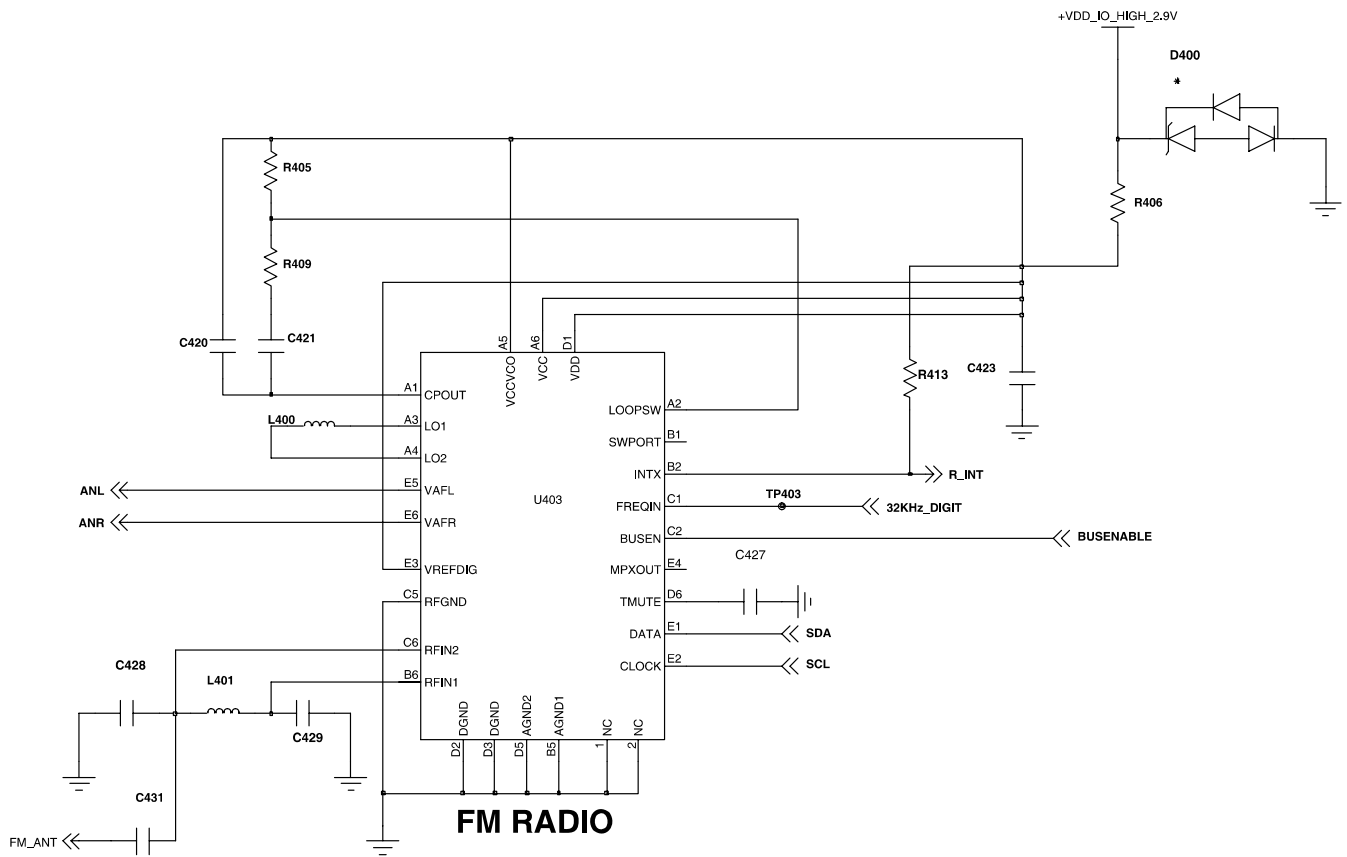 +VDD_IO_HIGH_2.9V
D400
*
R405
R406
R409
C420
C421
A5
A6
D1
R413
C423
VCCVCO
VCC
VDD
A1
CPOUT
LOOPSW
A2
L400
A3
LO1
SWPORT
B1
A4
LO2
INTX
B2
R_INT
ANL
E5
VAFL
U403
FREQIN
C1
TP403
32KHz_DIGIT
ANR
E6
VAFR
BUSEN
C2
BUSENABLE
C427
E3
VREFDIG
MPXOUT
E4
C5
RFGND
TMUTE
D6
DATA
E1
SDA
C6
RFIN2
CLOCK
E2
SCL
C428
L401
B6
RFIN1
C429
DGND
DGND
AGND2
AGND1
NC
NC
D2
D3
D5
B5
1
2
C431
FM RADIO
FM_ANT